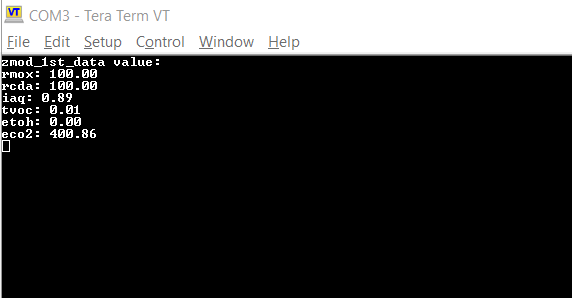 VT COM3 - Tera Term VT
File Edit Setup Control Window Help
zmod_1st_data value:
rmox: 100.00
rcda: 100.00
iaq: 0.89
tvoc: 0.01
etoh: 0.00
eco2: 400.86